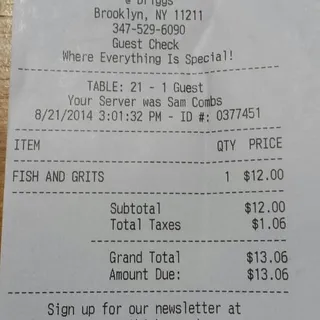 @ Driggs
Brooklyn, NY 11211
347-529-6090
Guest Check
Where Everything Is Special!
TABLE: 21 - 1 Guest
Your Server was Sam Combs
8/21/2014 3:01:32 PM - ID #: 0377451
ITEM QTY PRICE
FISH AND GRITS 1 $12.00
Subtotal $12.00
Total Taxes $1.06
Grand Total $13.06
Amount Due: $13.06
Sign up for our newsletter at